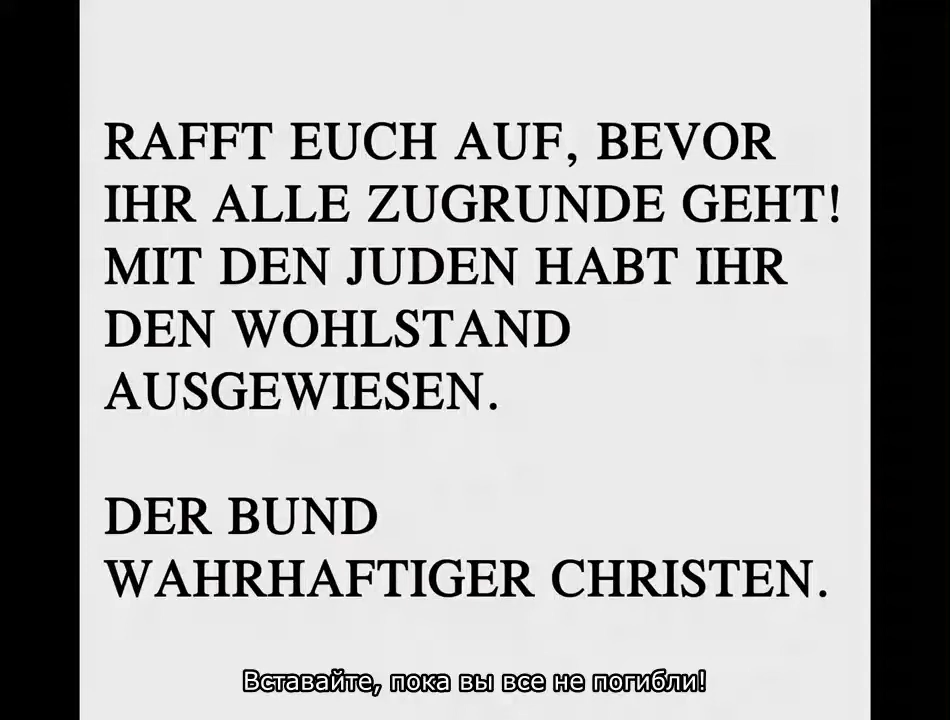 RAFFT EUCH AUF, BEVOR
IHR ALLE ZUGRUNDE GEHT!
MIT DEN JUDEN HABT IHR
DEN WOHLSTAND
AUSGEWIESEN.
DER BUND
WAHRHAFTIGER CHRISTEN.
Вставайте, пока вы все не погибли!